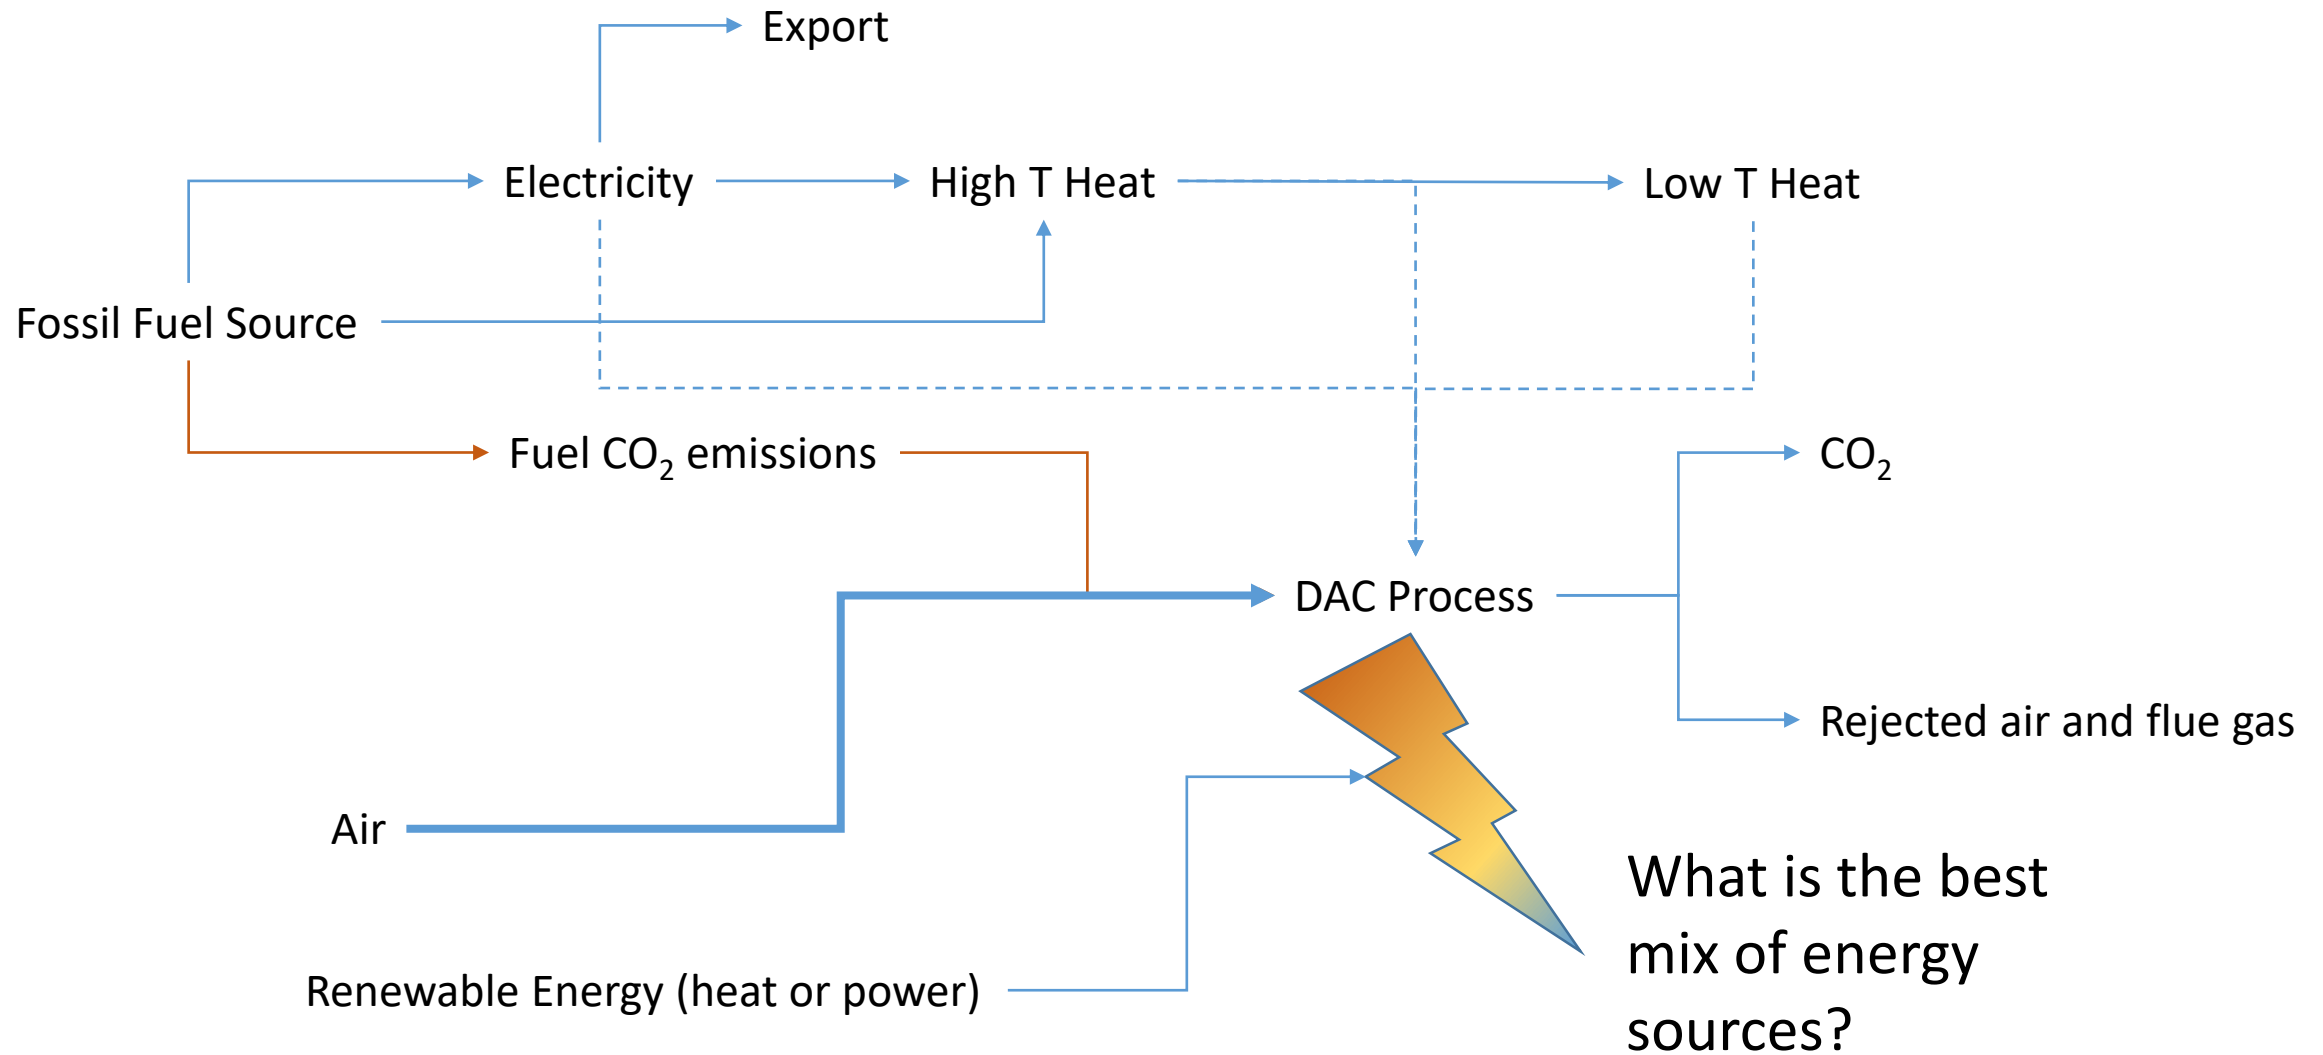 Export
Electricity
High T Heat
Low T Heat
Fossil Fuel Source
Fuel CO₂ emissions
CO₂
DAC Process
Rejected air and flue gas
Air
What is the best
mix of energy
sources?
Renewable Energy (heat or power)